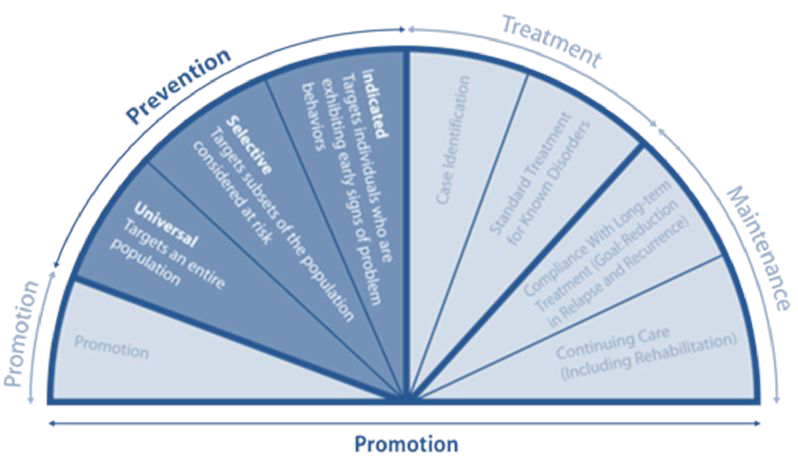 Prevention
Treatment
Maintenance
Promotion
Promotion
Universal
Targets an entire
population
Selective
Targets subsets of the population
considered at risk
Indicated
Targets individuals who are
exhibiting early signs of problem
behaviors
Case Identification
Standard Treatment
for Known Disorders
Compliance With Long-term
Treatment (Goal: Reduction
in Relapse and Recurrence)
Continuing Care
(Including Rehabilitation)
Promotion